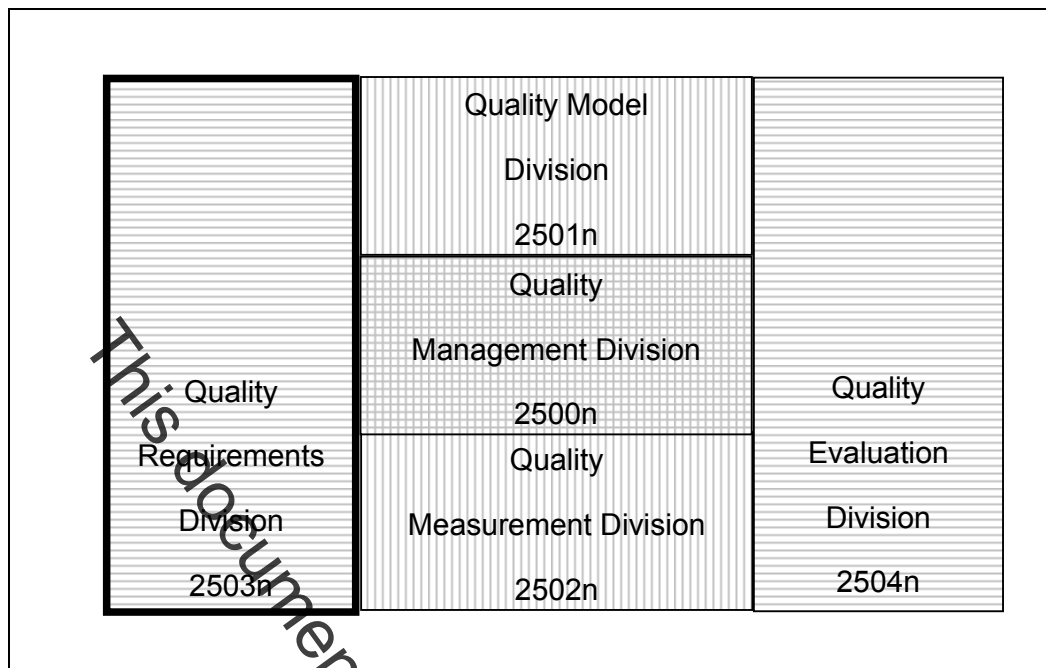 Quality Model
Division
2501n
Quality
Management Division
2500n
Quality
Requirements
Division
2503n
Quality
Measurement Division
2502n
Quality
Evaluation
Division
2504n
This documen